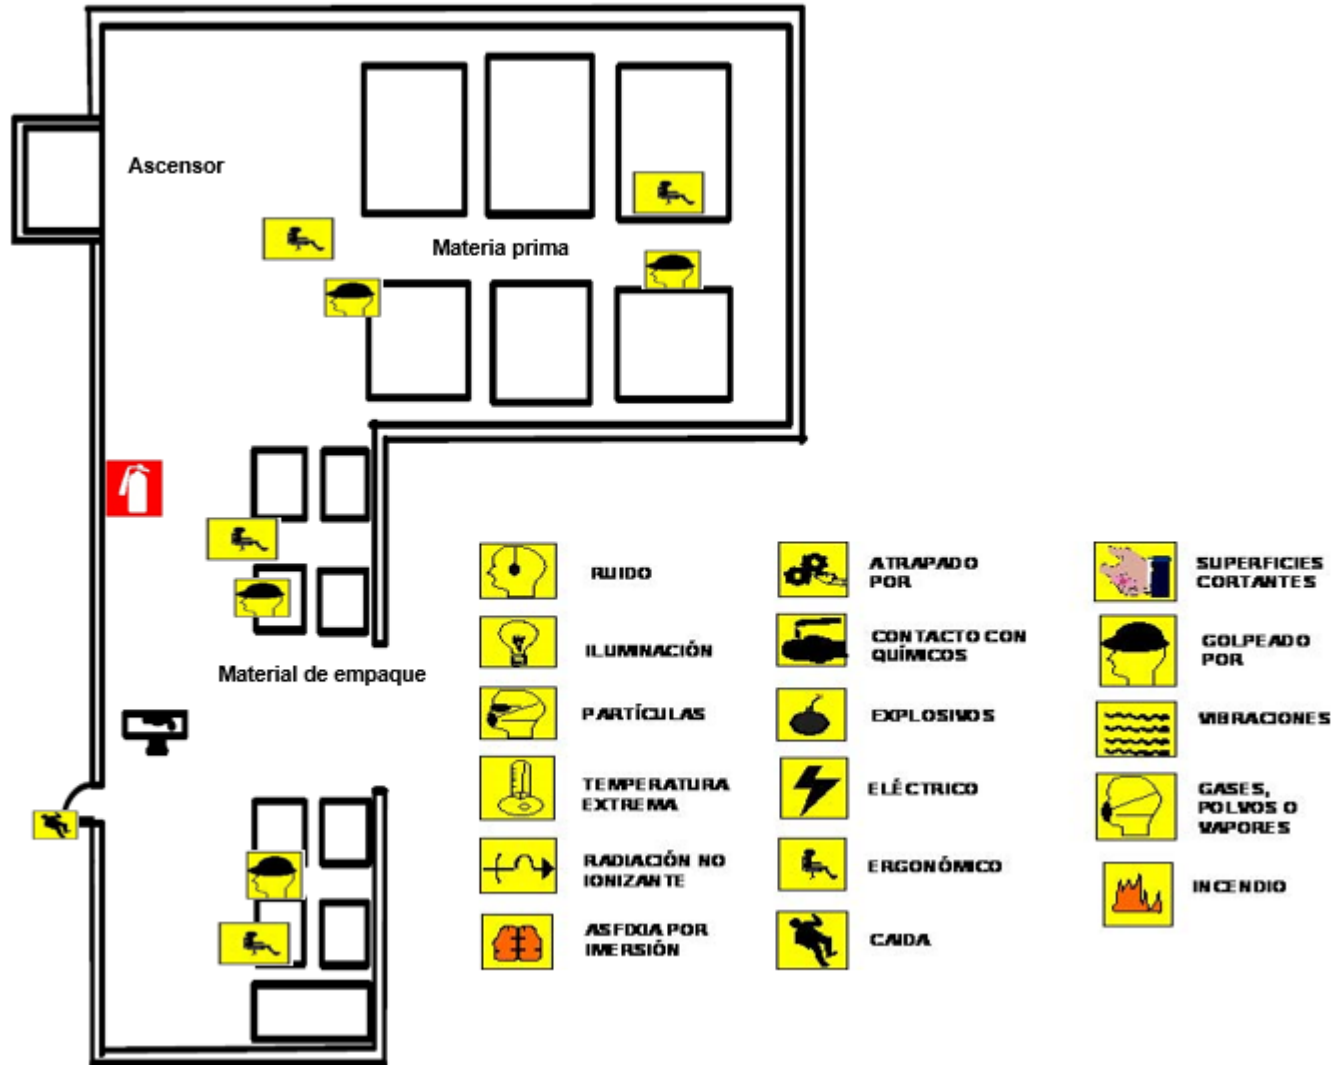 Ascensor
Materia prima
Material de empaque
RUIDO
ILUMINACIÓN
PARTÍCULAS
TEMPERATURA
EXTREMA
RADIACIÓN NO
IONIZANTE
ASFIXIA POR
IMERSIÓN
ATRAPADO
POR
CONTACTO CON
QUÍMICOS
EXPLOSIVOS
ELÉCTRICO
ERGONÓMICO
CAIDA
SUPERFICIES
CORTANTES
GOLPEADO
POR
VIBRACIONES
GASES,
POLVOS O
VAPORES
INCENDIO